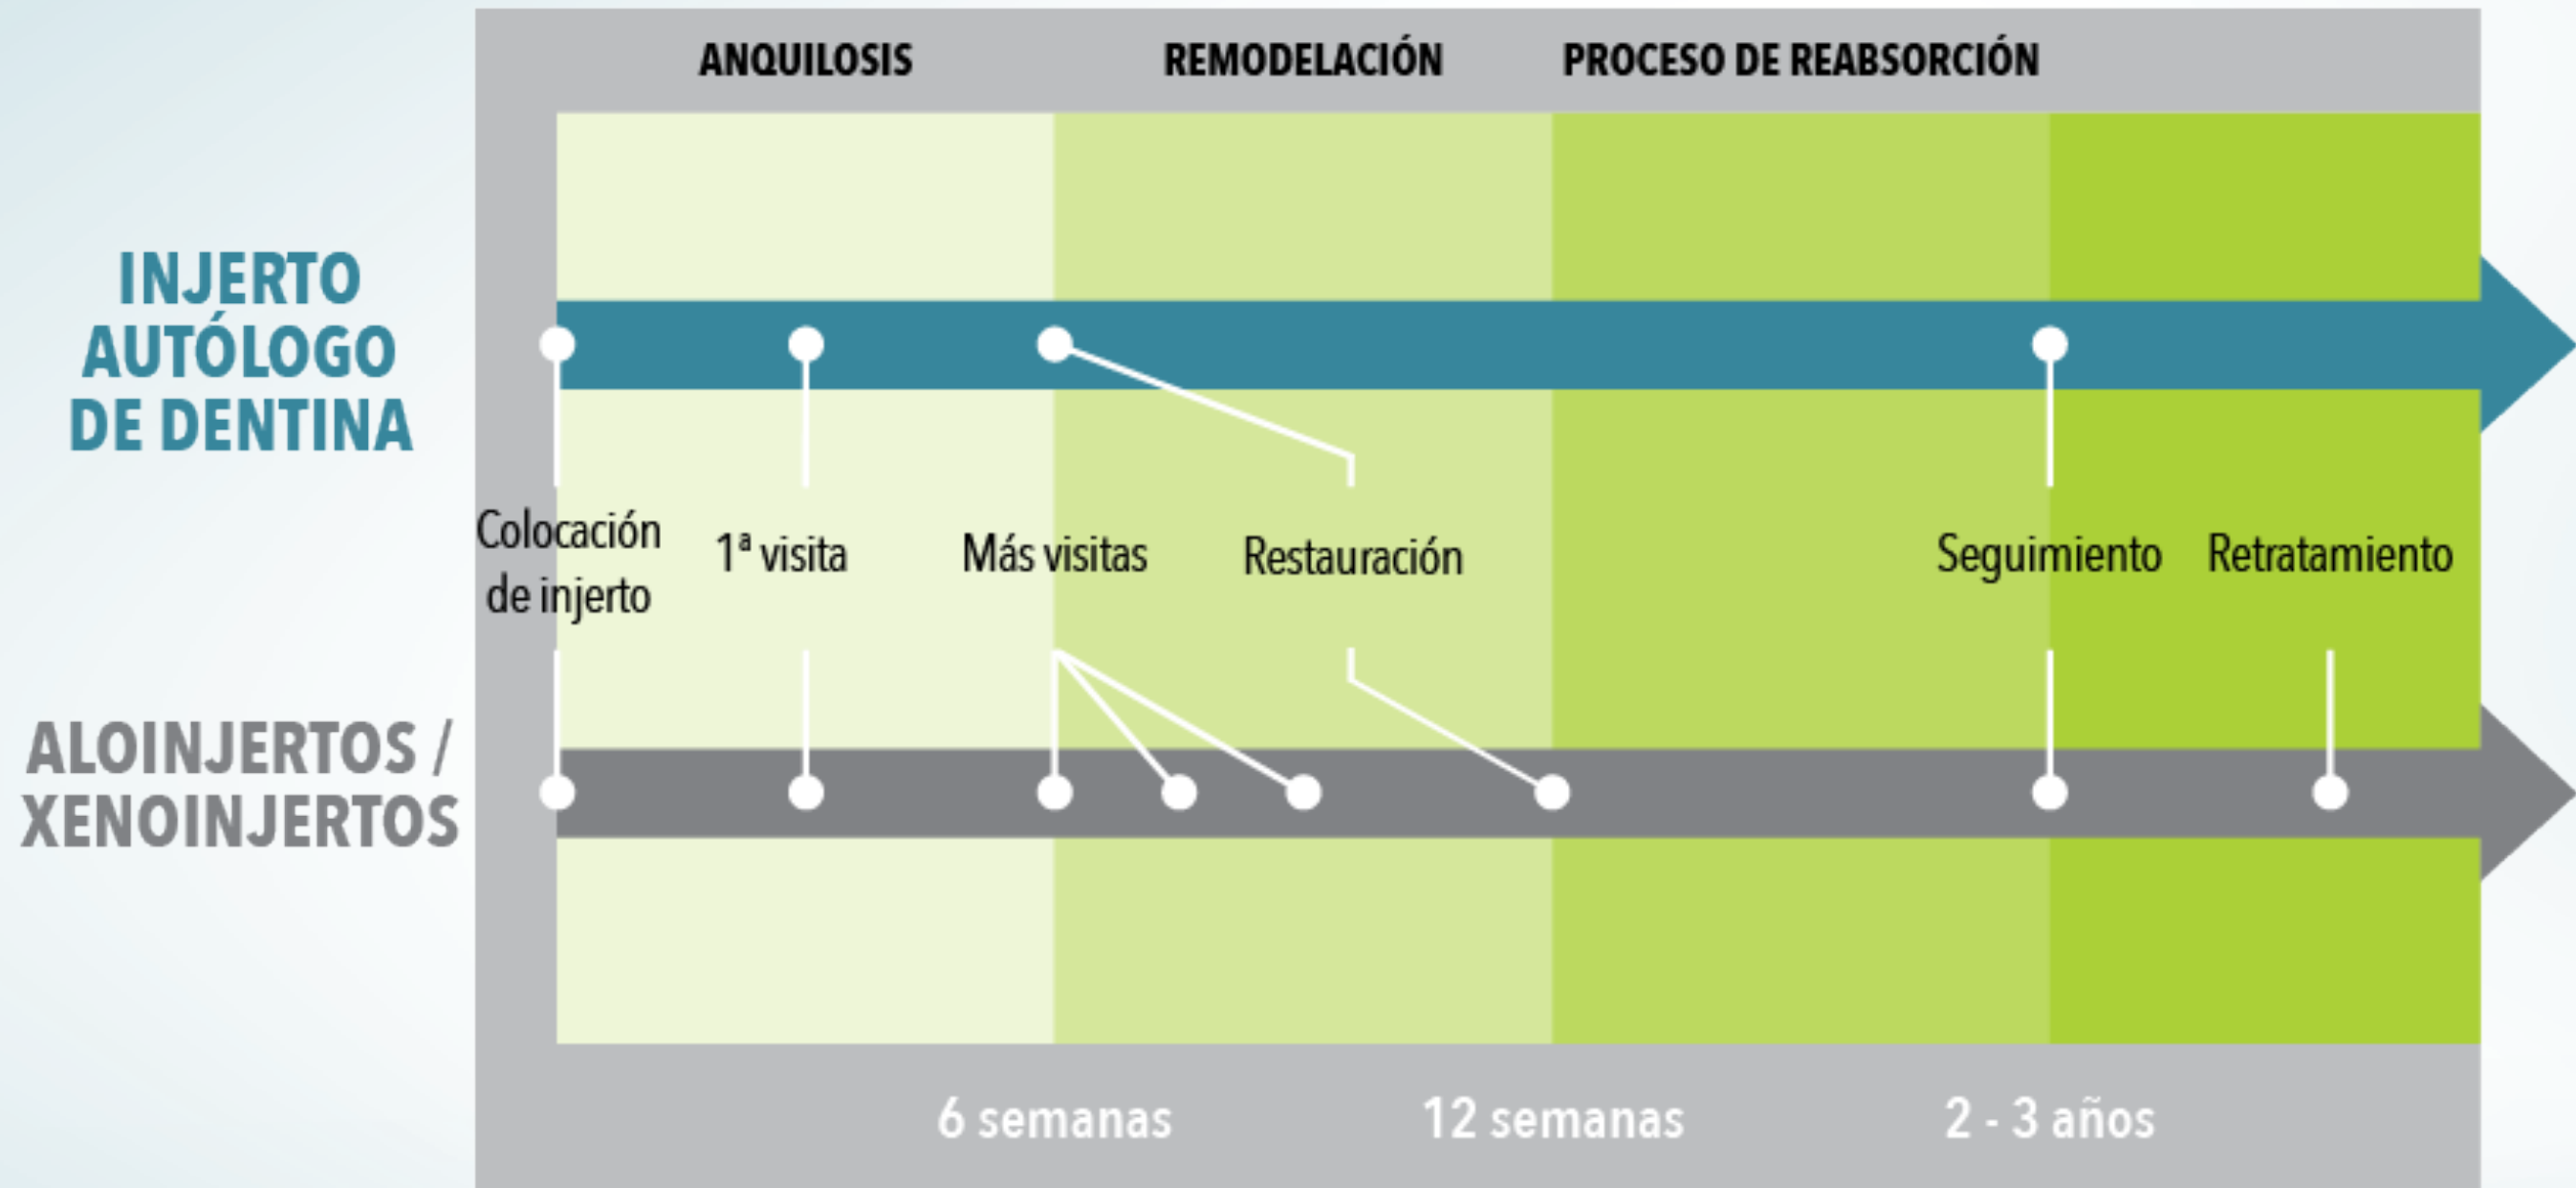 ANQUILOSIS
REMODELACIÓN
PROCESO DE REABSORCIÓN
INJERTO
AUTÓLOGO
DE DENTINA
Colocación
de injerto
1ª visita
Más visitas
Restauración
Seguimiento
Retratamiento
ALOINJERTOS /
XENOINJERTOS
6 semanas
12 semanas
2 - 3 años